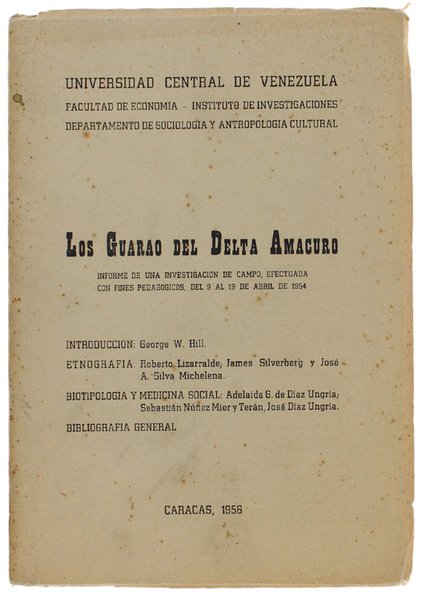 UNIVERSIDAD CENTRAL DE VENEZUELA
FACULTAD DE ECONOMIA - INSTITUTO DE INVESTIGACIONES
DEPARTAMENTO DE SOCIOLOGIA Y ANTROPOLOGIA CULTURAL
LOS GUARAO DEL DELTA AMACURO
INFORME DE UNA INVESTIGACION DE CAMPO, EFECTUADA
CON FINES PEDAGOGICOS, DEL 9 AL 19 DE ABRIL DE 1954
INTRODUCCION: George W. Hill.
ETNOGRAFIA: Roberto Lizarralde; James Silverberg y José
A. Silva Michelena.
BIOTIPOLOGIA Y MEDICINA SOCIAL: Adelaida G. de Díaz Ungría;
Sebastián Núñez Mier y Terán, José Díaz Ungría.
BIBLIOGRAFIA GENERAL
CARACAS, 1956